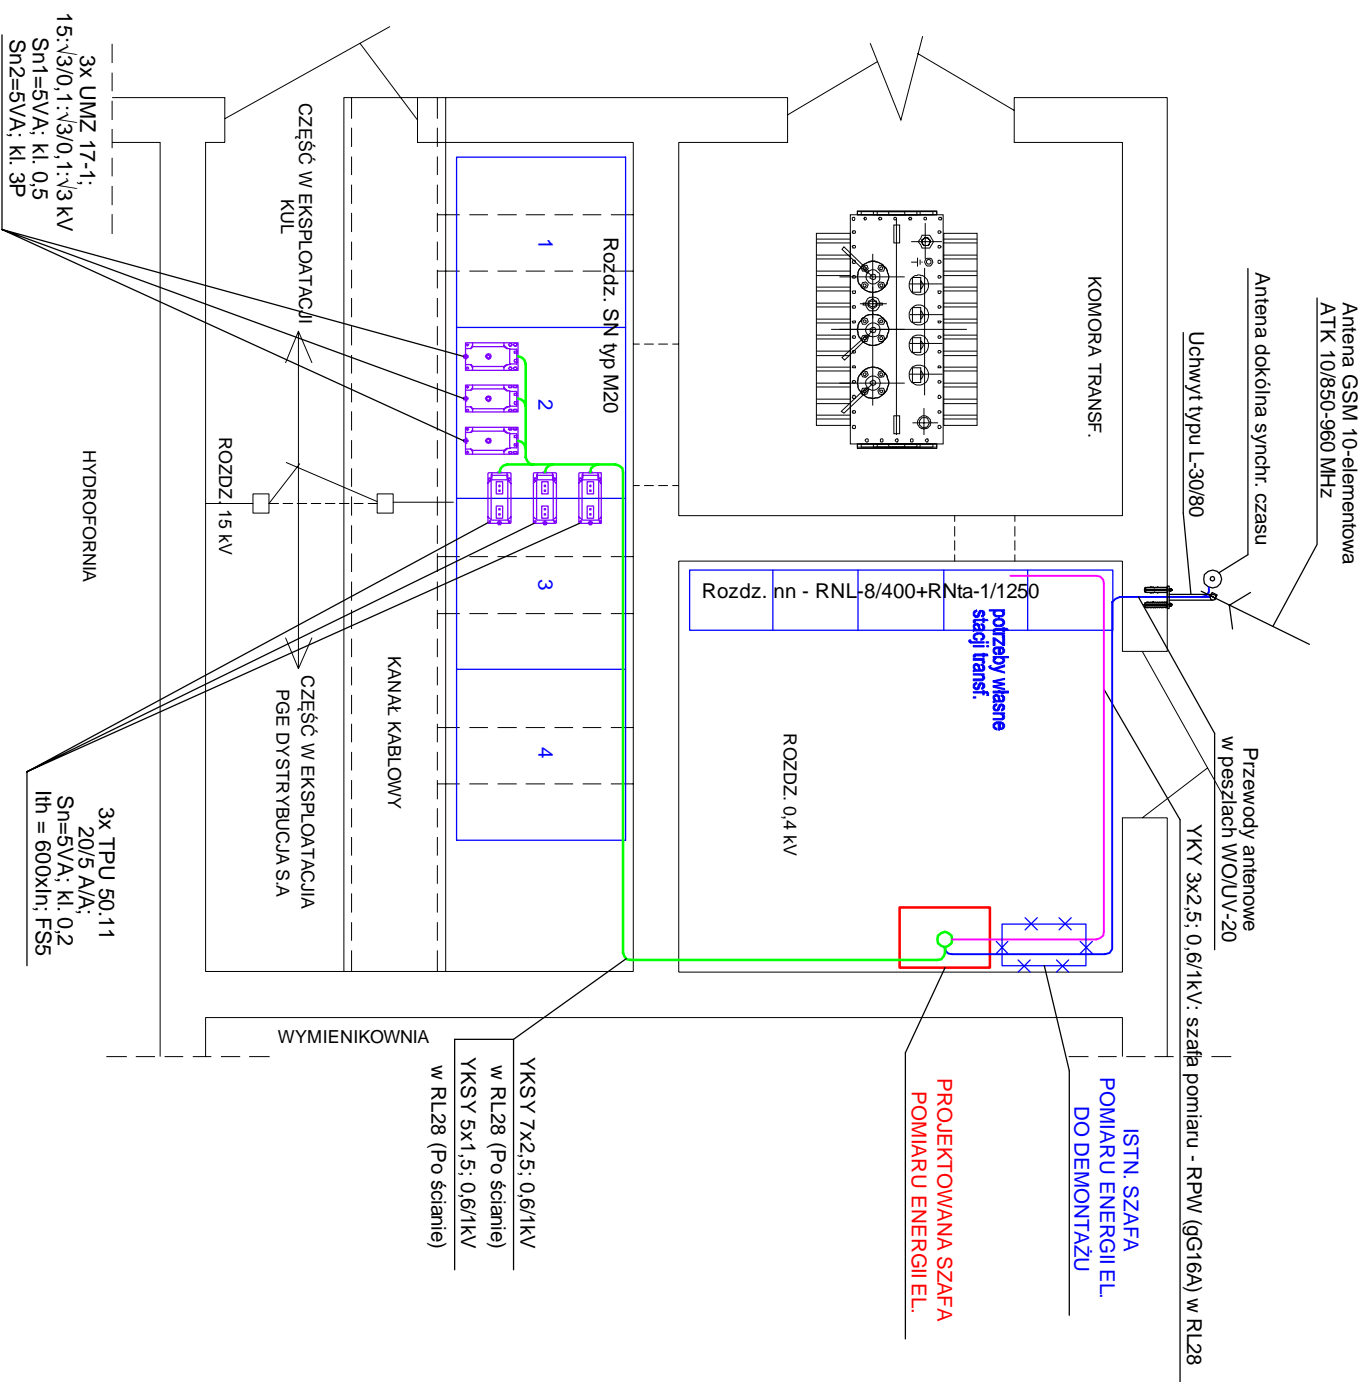 Antena GSM 10-elementowa
ATK 10/850-960 MHz
Antena dokólna synchr. czasu
Uchwyt typu L-30/80
KOMORA TRANSF.
Przewody antenowe
w peszlach WO/UV-20
YKY 3x2,5; 0,6/1kV: szafa pomiaru - RPW (gG16A) w RL28
ISTN. SZAFA
POMIARU ENERGII EL.
DO DEMONTAŻU
PROJEKTOWANA SZAFA
POMIARU ENERGII EL.
Rozdz. nn - RNL-8/400+RNta-1/1250
potrzeby własne
stacji transf.
ROZDZ. 0,4 kV
Rozdz. SN typ M20
1
2
3
4
YKSY 7x2,5; 0,6/1kV
w RL28 (Po ścianie)
YKSY 5x1,5; 0,6/1kV
w RL28 (Po ścianie)
WYMIENIKOWNIA
KANAŁ KABLOWY
CZĘŚĆ W EKSPLOATACJI
KUL
CZĘŚĆ W EKSPLOATACJIA
PGE DYSTRYBUCJA S.A
ROZDZ. 15 kV
HYDROFORNIA
3x UMZ 17-1;
15:√3/0,1:√3/0,1:√3 kV
Sn1=5VA; kl. 0,5
Sn2=5VA; kl. 3P
3x TPU 50.11
20/5 A/A;
Sn=5VA; kl. 0,2
Ith = 600xIn; FS5